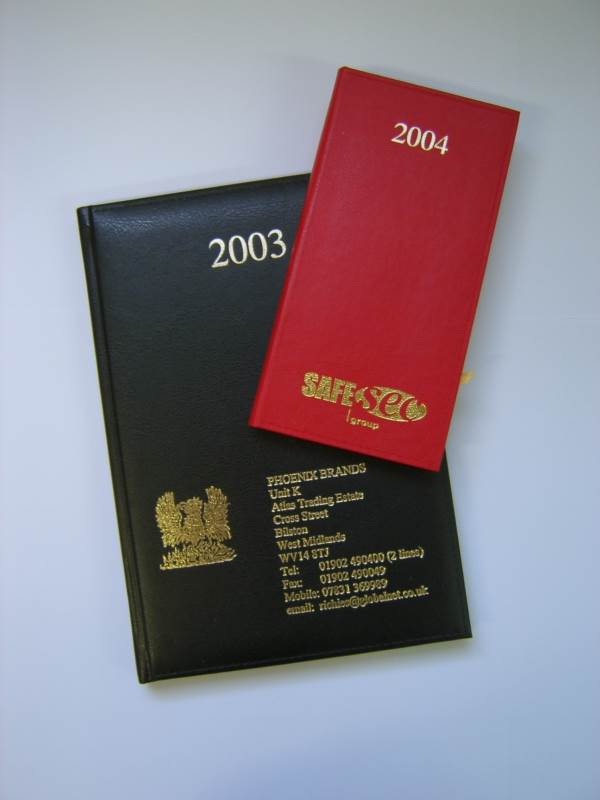 2004
SAFE sec
group
2003
PHOENIX BRANDS
Unit K
Atlas Trading Estate
Cross Street
Bilston
West Midlands
WV14 8TJ
Tel: 01902 490400 (2 lines)
Fax: 01902 490049
Mobile: 07831 369989
email: richies@globalnet.co.uk